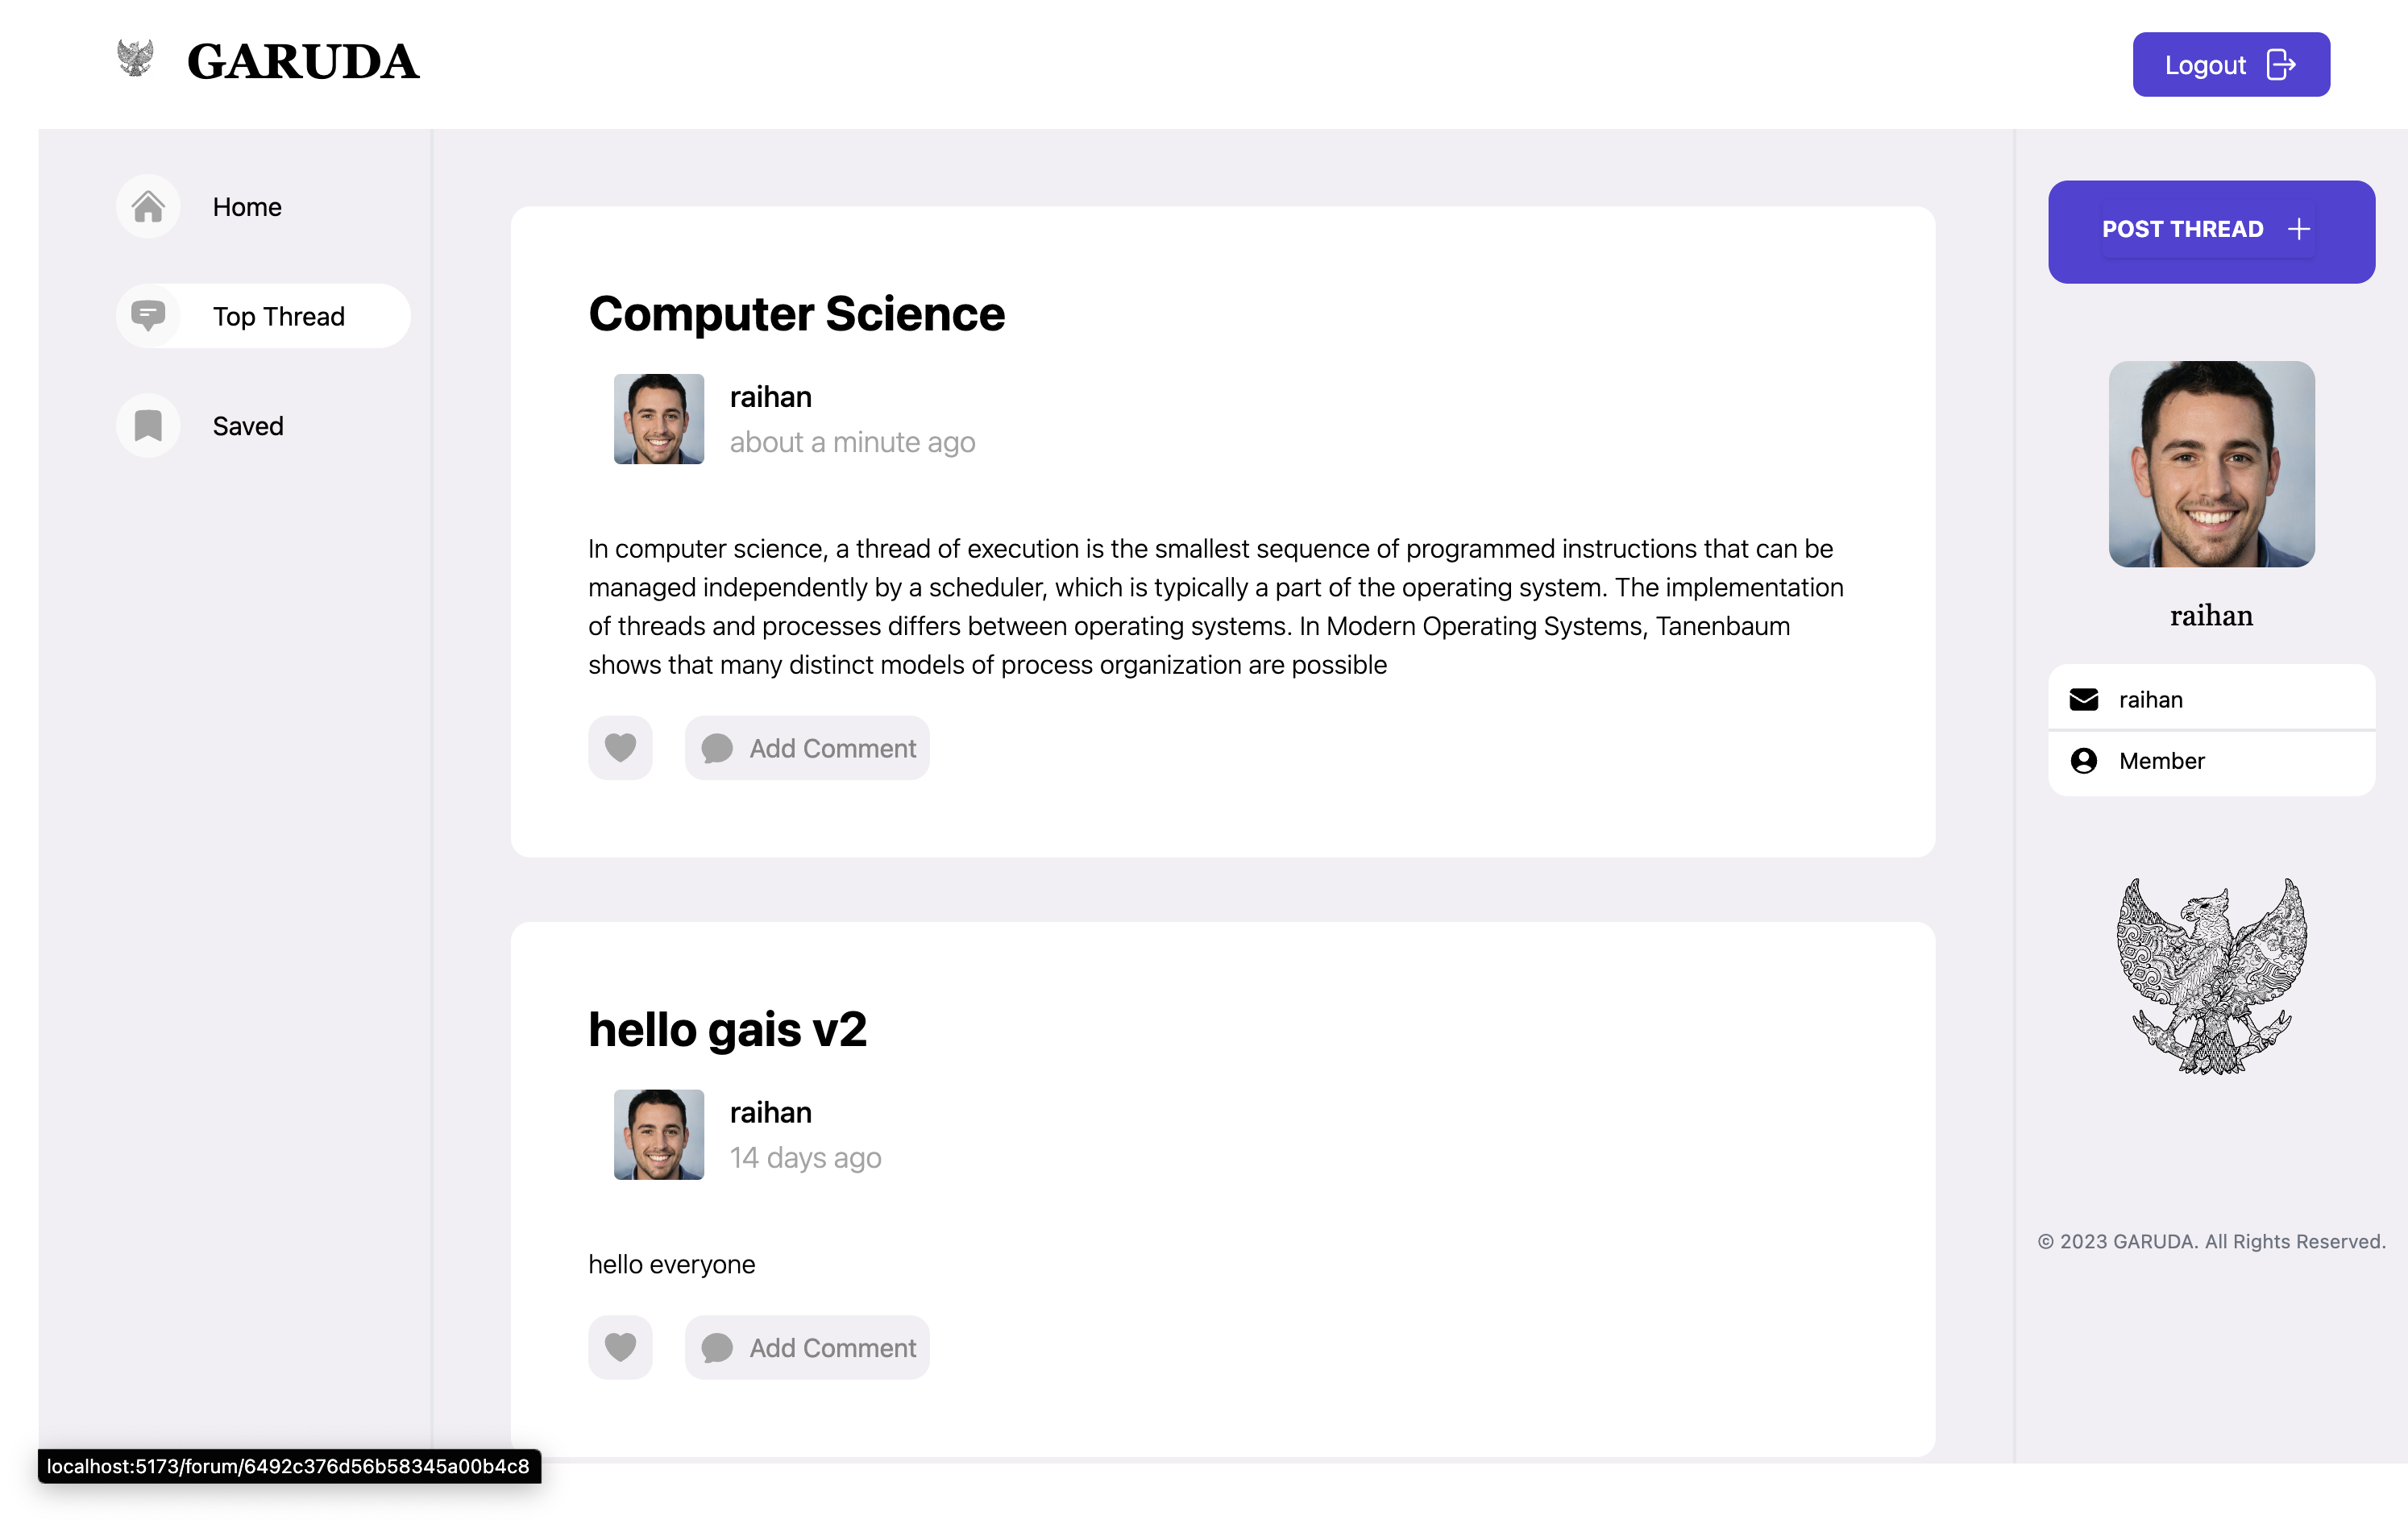 GARUDA
Logout
Home
Top Thread
Saved
Computer Science
raihan
about a minute ago
In computer science, a thread of execution is the smallest sequence of programmed instructions that can be
managed independently by a scheduler, which is typically a part of the operating system. The implementation
of threads and processes differs between operating systems. In Modern Operating Systems, Tanenbaum
shows that many distinct models of process organization are possible
Add Comment
hello gais v2
raihan
14 days ago
hello everyone
Add Comment
POST THREAD
raihan
raihan
Member
© 2023 GARUDA. All Rights Reserved.
localhost:5173/forum/6492c376d56b58345a00b4c8